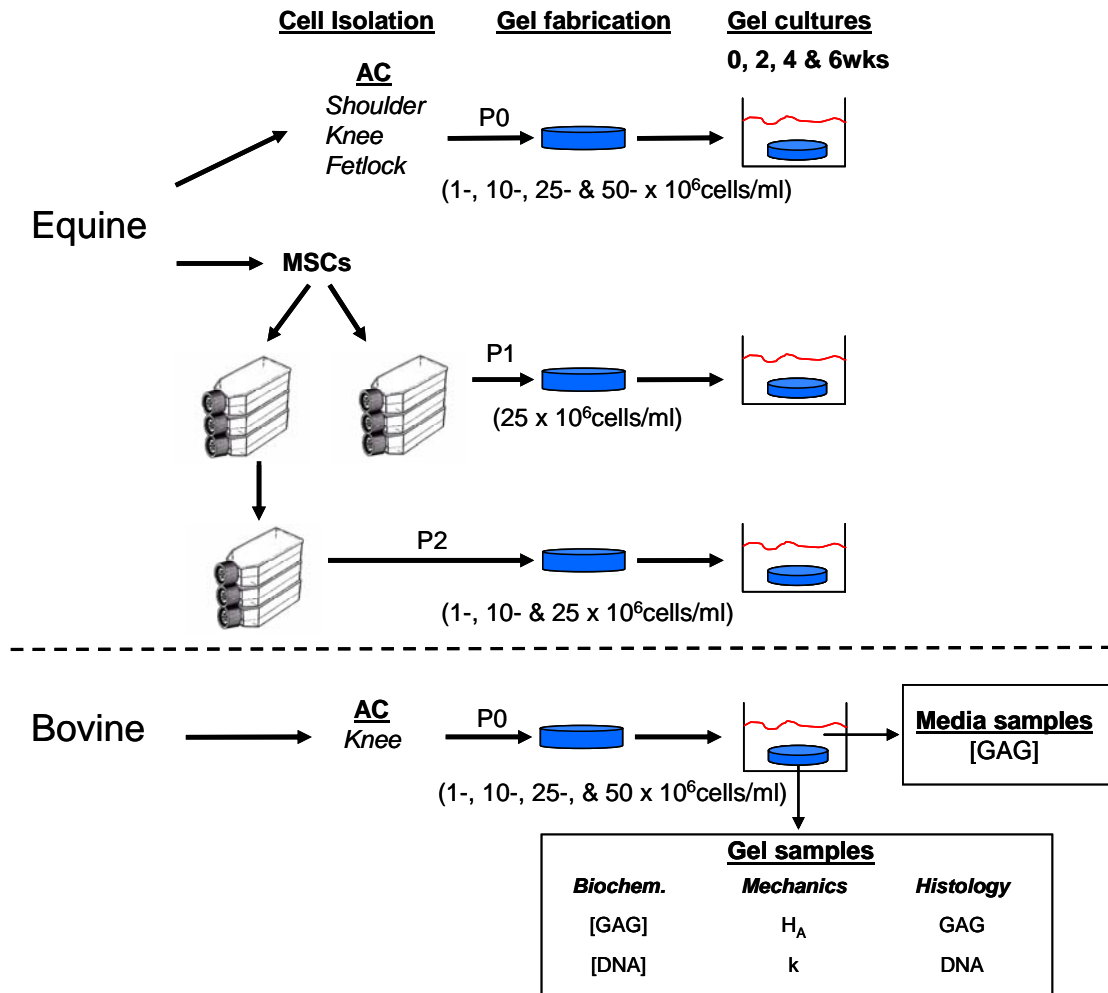 Cell Isolation Gel fabrication Gel cultures
0, 2, 4 & 6wks
AC
Shoulder
Knee
Fetlock
P0
(1-, 10-, 25- & 50- x 10⁶cells/ml)
Equine
MSCs
P1
(25 x 10⁶cells/ml)
P2
(1-, 10- & 25 x 10⁶cells/ml)
Bovine
AC
Knee
P0
(1-, 10-, 25-, & 50 x 10⁶cells/ml)
Media samples
[GAG]
Gel samples
Biochem. Mechanics Histology
[GAG] H_A GAG
[DNA] k DNA